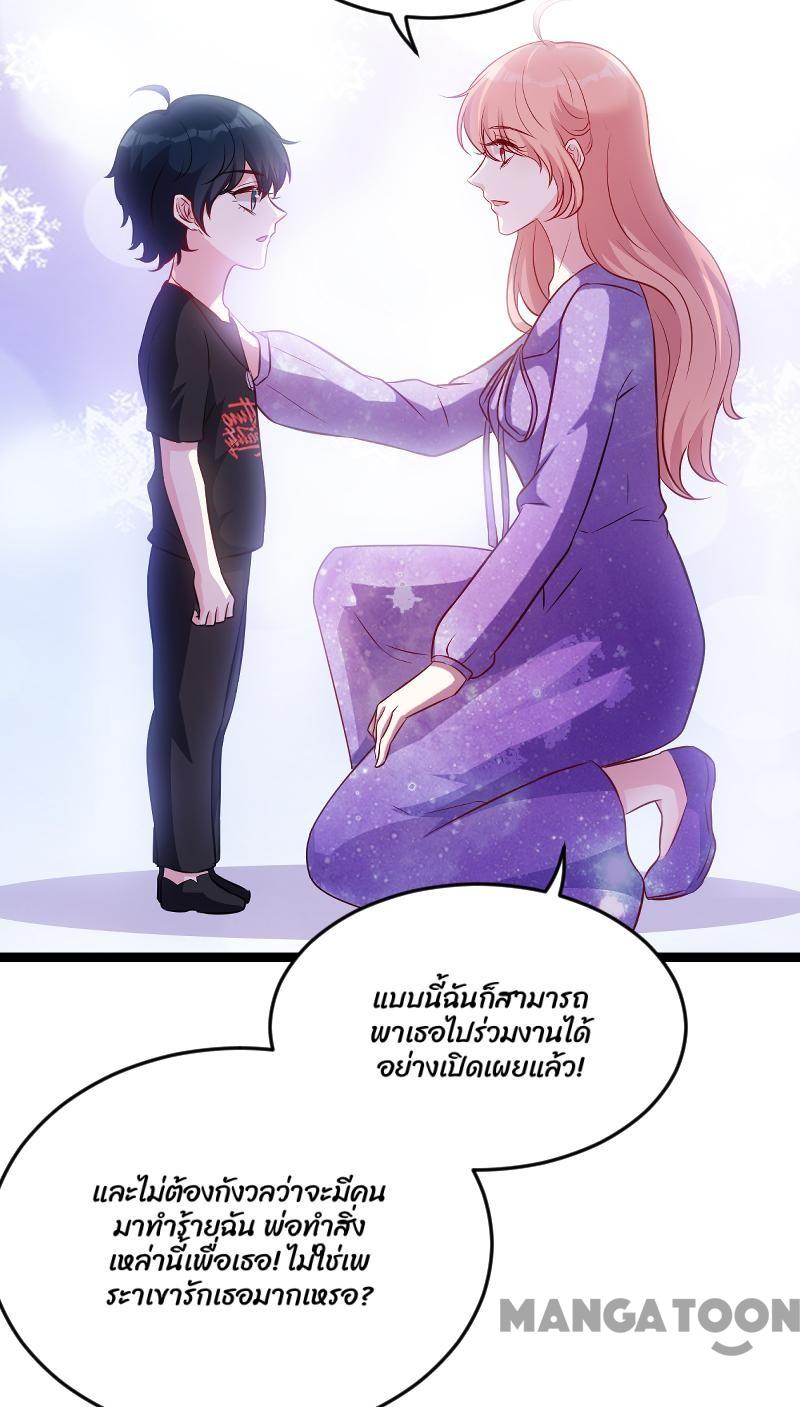 แบบนี้ฉันก็สามารถ
พาเธอไปร่วมงานได้
อย่างเปิดเผยแล้ว!
และไม่ต้องกังวลว่าจะมีคน
มาทำร้ายฉัน พ่อทำสิ่ง
เหล่านี้เพื่อเธอ! ไม่ใช่เพ
ระาเขารักเธอมากเหรอ?
MANGATOON